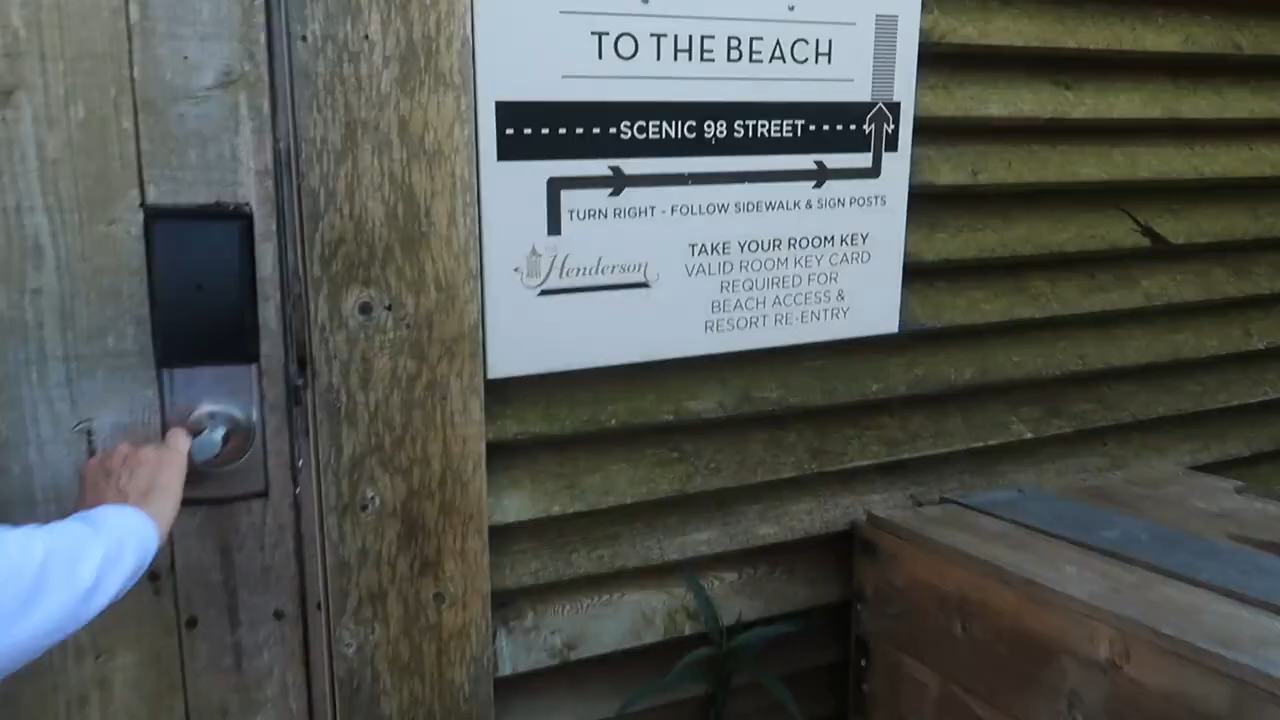 TO THE BEACH
SCENIC 98 STREET
TURN RIGHT - FOLLOW SIDEWALK & SIGN POSTS
THE
Henderson
TAKE YOUR ROOM KEY
VALID ROOM KEY CARD
REQUIRED FOR
BEACH ACCESS &
RESORT RE-ENTRY